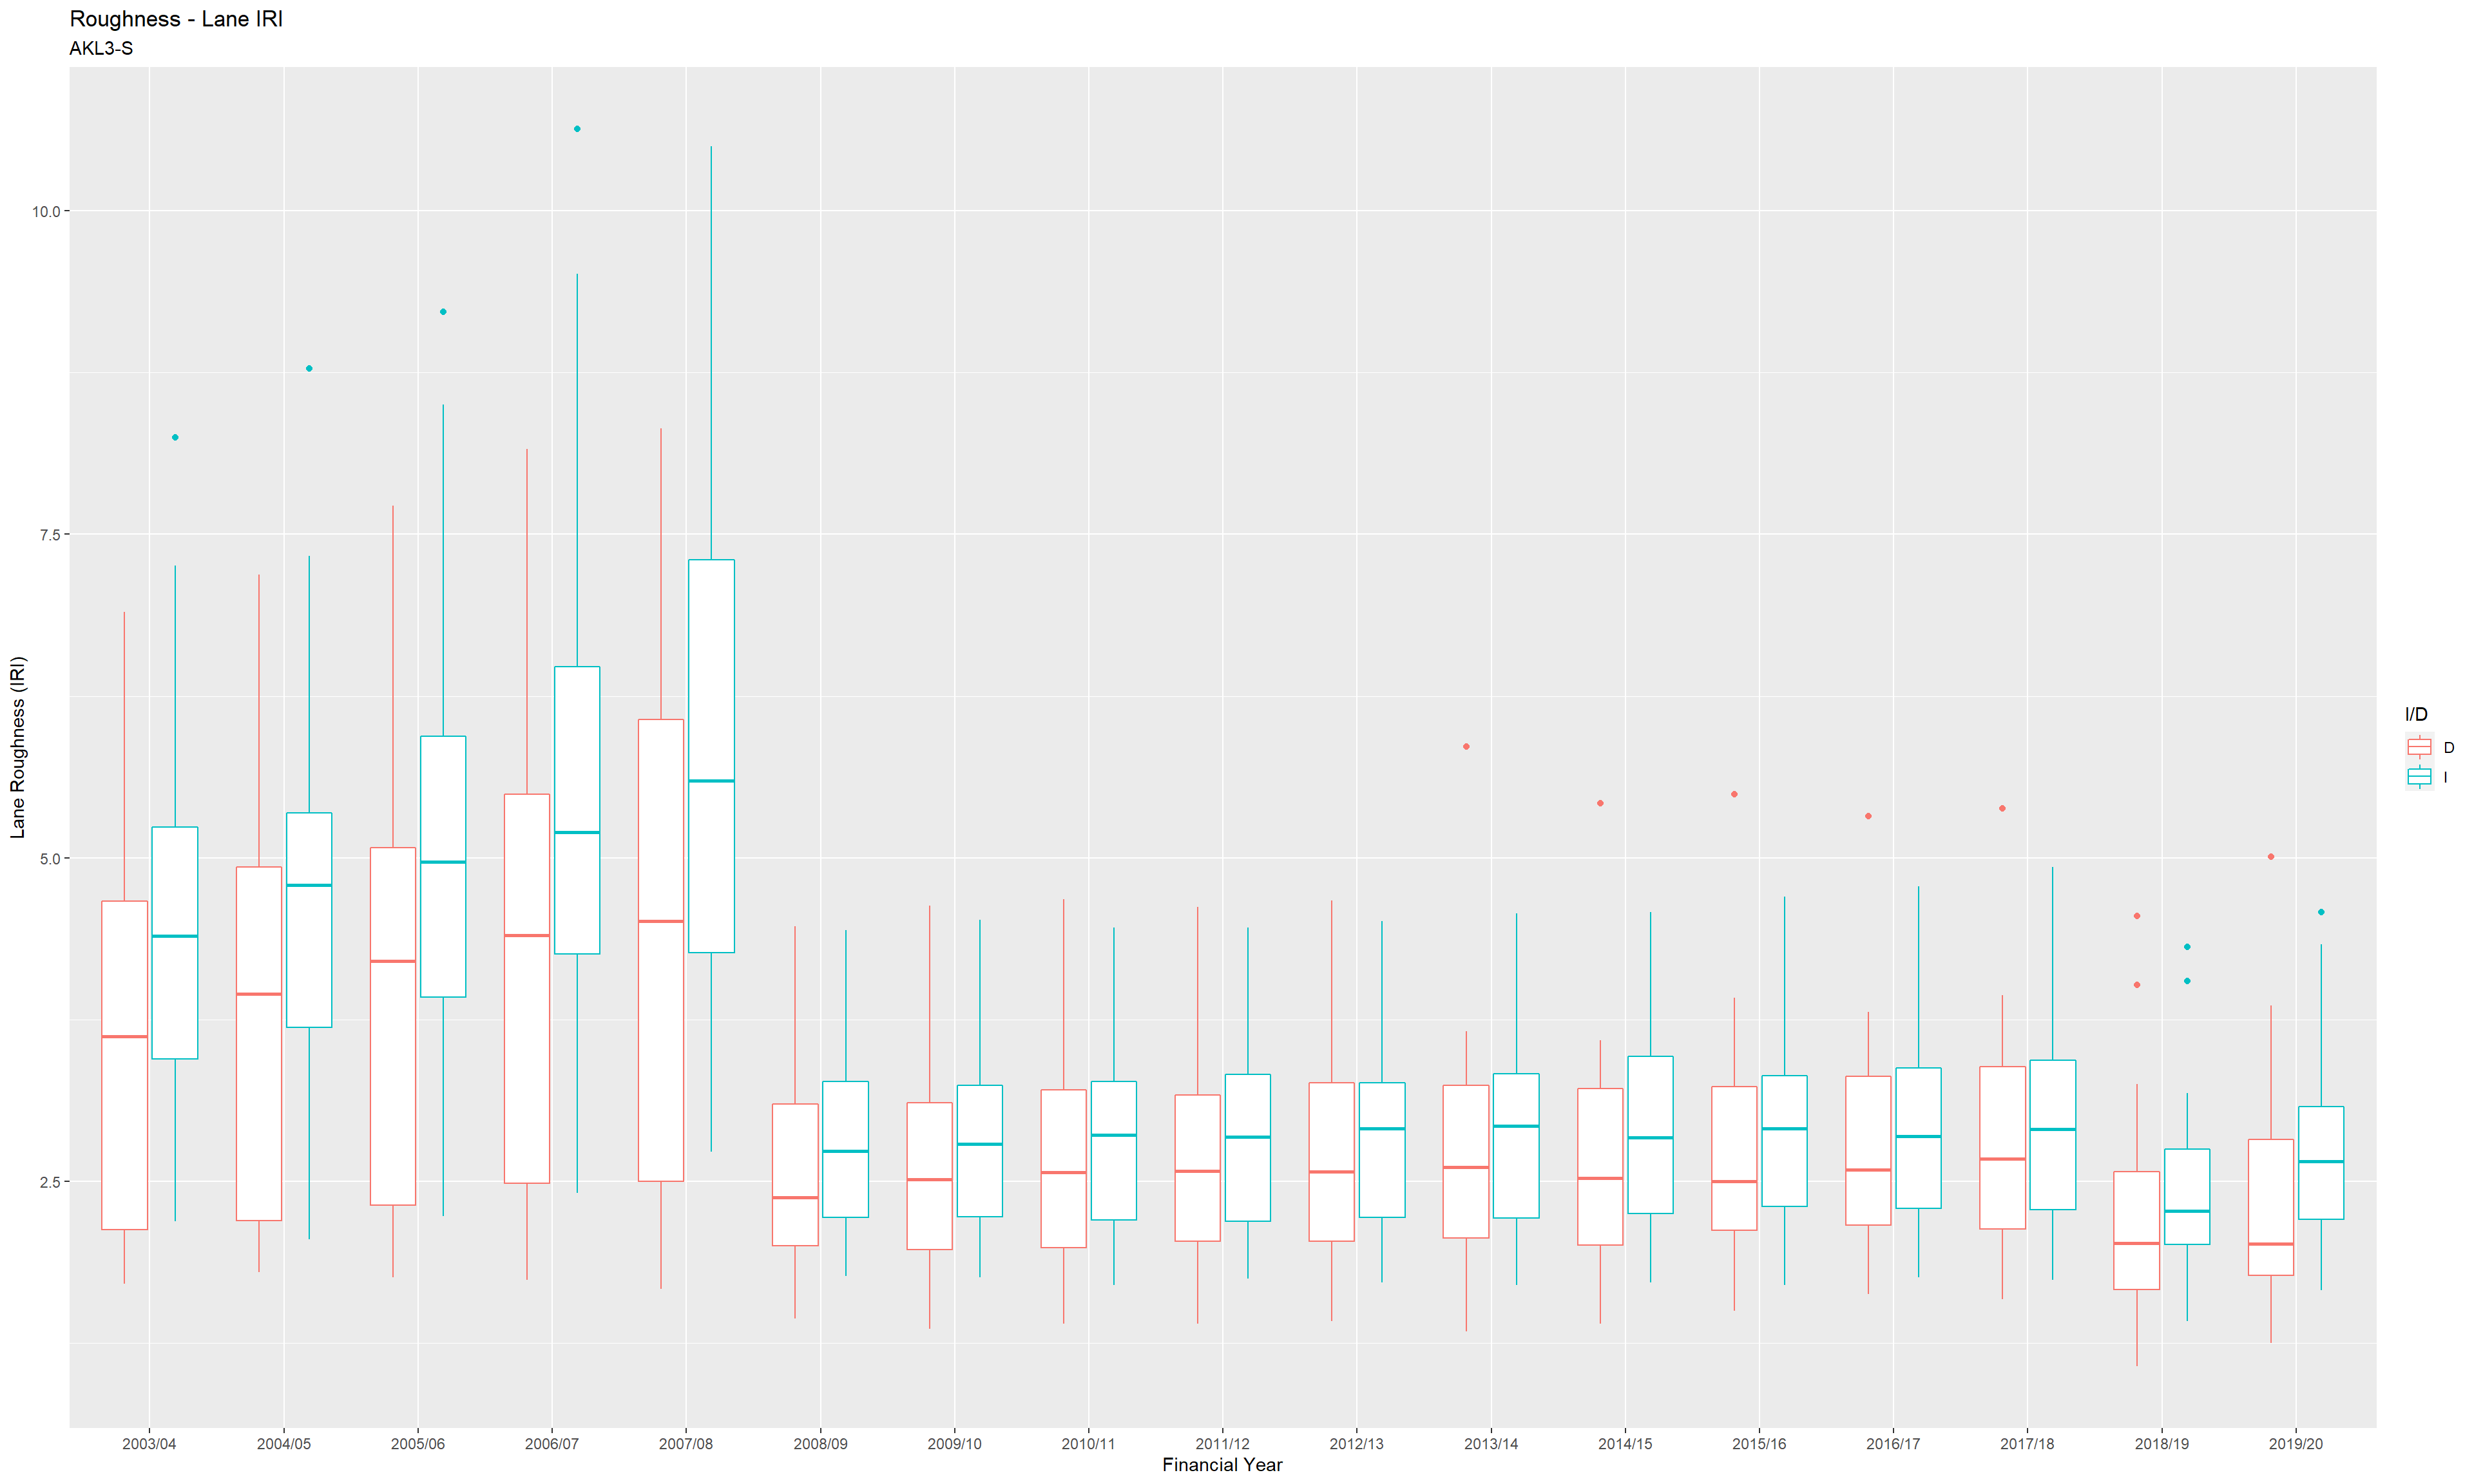 Roughness - Lane IRI
AKL3-S
Lane Roughness (IRI)
10.0
7.5
5.0
2.5
2003/04 2004/05 2005/06 2006/07 2007/08 2008/09 2009/10 2010/11 2011/12 2012/13 2013/14 2014/15 2015/16 2016/17 2017/18 2018/19 2019/20
Financial Year
I/D
D
I